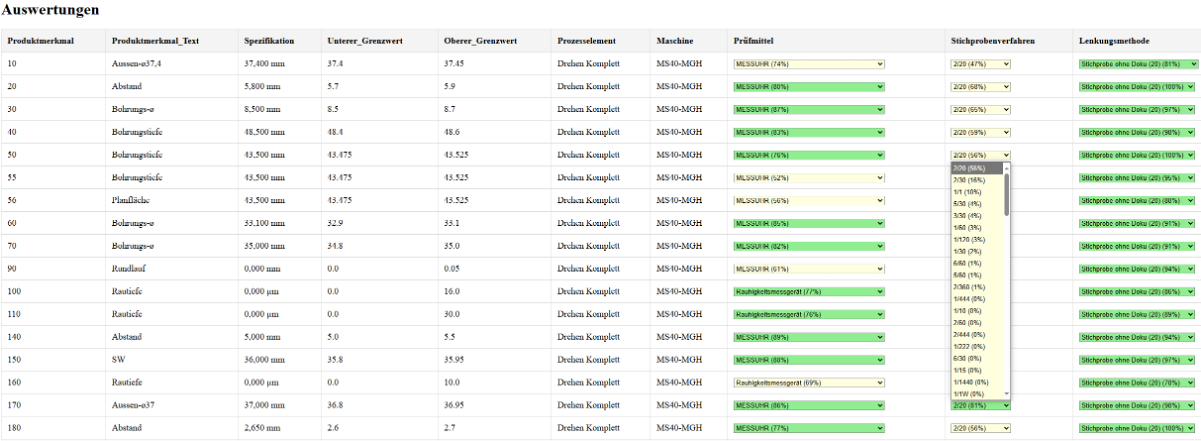 Auswertungen
Produktmerkmal Produktmerkmal_Text Spezifikation Unterer_Grenzwert Oberer_Grenzwert Prozesselement Maschine Prüfmittel Stichprobenverfahren Lenkungsmethode
10 Aussen-ø37,4 37,400 mm 37.4 37.45 Drehen Komplett MS40-MGH MESSUHR (74%) 2/20 (47%) Stichprobe ohne Doku (20) (81%)
20 Abstand 5,800 mm 5.7 5.9 Drehen Komplett MS40-MGH MESSUHR (80%) 2/20 (68%) Stichprobe ohne Doku (20) (100%)
30 Bohrungs-ø 8,500 mm 8.5 8.7 Drehen Komplett MS40-MGH MESSUHR (87%) 2/20 (65%) Stichprobe ohne Doku (20) (97%)
40 Bohrungstiefe 48,500 mm 48.4 48.6 Drehen Komplett MS40-MGH MESSUHR (83%) 2/20 (59%) Stichprobe ohne Doku (20) (98%)
50 Bohrungstiefe 43,500 mm 43.475 43.525 Drehen Komplett MS40-MGH MESSUHR (76%) 2/20 (56%) Stichprobe ohne Doku (20) (100%)
55 Bohrungstiefe 43,500 mm 43.475 43.525 Drehen Komplett MS40-MGH MESSUHR (52%) Stichprobe ohne Doku (20) (95%)
56 Planfläche 43,500 mm 43.475 43.525 Drehen Komplett MS40-MGH MESSUHR (56%) Stichprobe ohne Doku (20) (88%)
60 Bohrungs-ø 33,100 mm 32.9 33.1 Drehen Komplett MS40-MGH MESSUHR (85%) Stichprobe ohne Doku (20) (91%)
70 Bohrungs-ø 35,000 mm 34.8 35.0 Drehen Komplett MS40-MGH MESSUHR (82%) Stichprobe ohne Doku (20) (91%)
90 Rundlauf 0,000 mm 0.0 0.05 Drehen Komplett MS40-MGH MESSUHR (61%) Stichprobe ohne Doku (20) (94%)
100 Rautiefe 0,000 µm 0.0 16.0 Drehen Komplett MS40-MGH Rauhigkeitsmessgerät (77%) Stichprobe ohne Doku (20) (86%)
110 Rautiefe 0,000 µm 0.0 30.0 Drehen Komplett MS40-MGH Rauhigkeitsmessgerät (76%) Stichprobe ohne Doku (20) (89%)
140 Abstand 5,000 mm 5.0 5.5 Drehen Komplett MS40-MGH MESSUHR (89%) Stichprobe ohne Doku (20) (94%)
150 SW 36,000 mm 35.8 35.95 Drehen Komplett MS40-MGH MESSUHR (88%) Stichprobe ohne Doku (20) (97%)
160 Rautiefe 0,000 µm 0.0 10.0 Drehen Komplett MS40-MGH Rauhigkeitsmessgerät (69%) Stichprobe ohne Doku (20) (78%)
170 Aussen-ø37 37,000 mm 36.8 36.95 Drehen Komplett MS40-MGH MESSUHR (86%) 2/20 (81%) Stichprobe ohne Doku (20) (98%)
180 Abstand 2,650 mm 2.6 2.7 Drehen Komplett MS40-MGH MESSUHR (77%) 2/20 (56%) Stichprobe ohne Doku (20) (100%)
2/20 (56%)
2/30 (16%)
1/1 (10%)
5/30 (4%)
3/30 (4%)
1/60 (3%)
1/120 (3%)
1/30 (2%)
6/60 (1%)
5/60 (1%)
2/360 (1%)
1/444 (0%)
1/10 (0%)
2/60 (0%)
2/444 (0%)
1/222 (0%)
6/30 (0%)
1/15 (0%)
1/1440 (0%)
1/1W (0%)